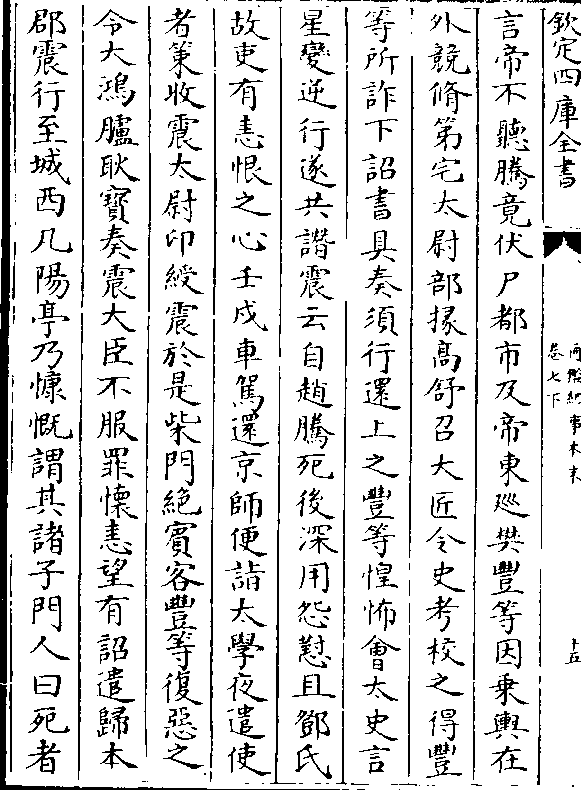 欽定四庫全書
通鑑紀事本末
卷七下
十五
言帝不聽騰竟伏尸都市及帝東廵樊豐等因乗輿在
外競脩第宅太尉部掾髙舒召大匠令史考校之得豐
等所詐下詔書具奏須行還上之豐等惶怖會太史言
星變逆行遂共譖震云自趙騰死後深用怨懟且鄧氏
故吏有恚恨之心壬戌車駕還京師便詣太學夜遣使
者策收震太尉印綬震於是柴門絶賓客豐等復惡之
令大鴻臚耿寳奏震大臣不服罪懐恚望有詔遣歸本
郡震行至城西几陽亭乃慷慨謂其諸子門人曰死者